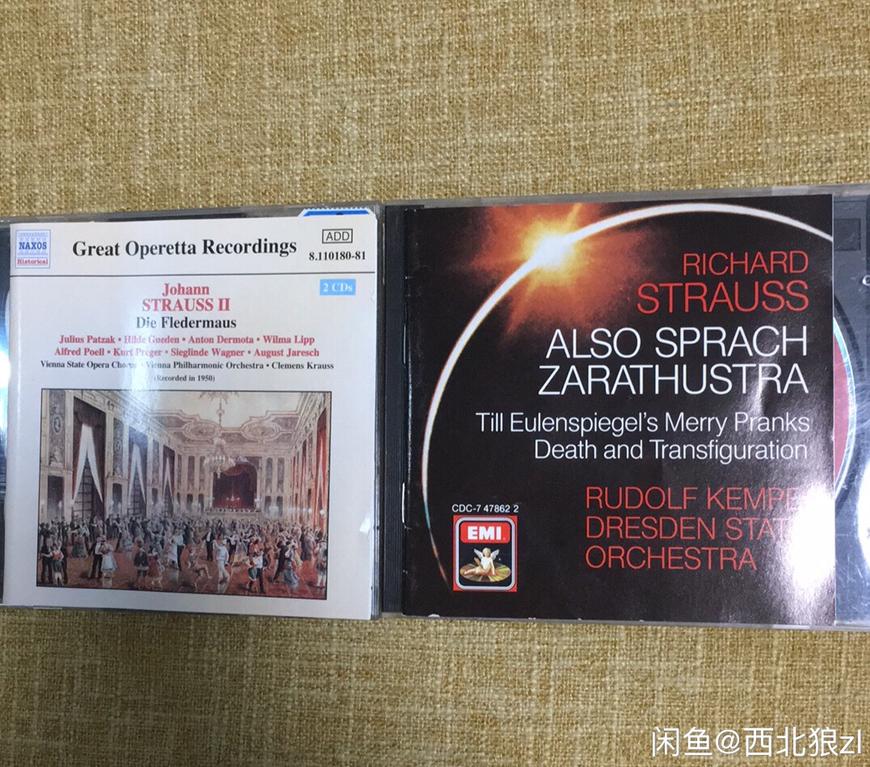 NAXOS
Historical
Great Operetta Recordings
ADD
8.110180-81
2 CDs
Johann
STRAUSS II
Die Fledermaus
Julius Patzak • Hilde Gueden • Anton Dermota • Wilma Lipp
Alfred Poell • Kurt Preger • Sieglinde Wagner • August Jaresch
Vienna State Opera Chorus • Vienna Philharmonic Orchestra • Clemens Krauss
(Recorded in 1950)
RICHARD
STRAUSS
ALSO SPRACH
ZARATHUSTRA
Till Eulenspiegel's Merry Pranks
Death and Transfiguration
RUDOLF KEMPE
DRESDEN STATE
ORCHESTRA
CDC-7 47862 2
EMI
闲鱼@西北狼zl